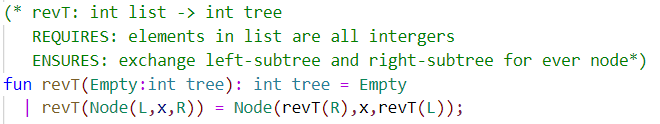 (* revT: int list -> int tree
REQUIRES: elements in list are all intergers
ENSURES: exchange left-subtree and right-subtree for ever node*)
fun revT(Empty:int tree): int tree = Empty
| revT(Node(L,x,R)) = Node(revT(R),x,revT(L));